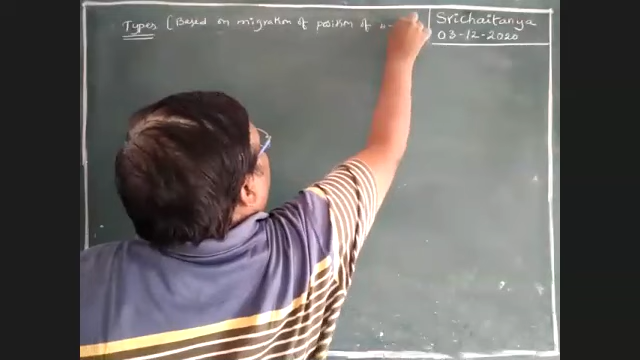 Types [Based on migration of position of
Srichaitanya
03-12-2020